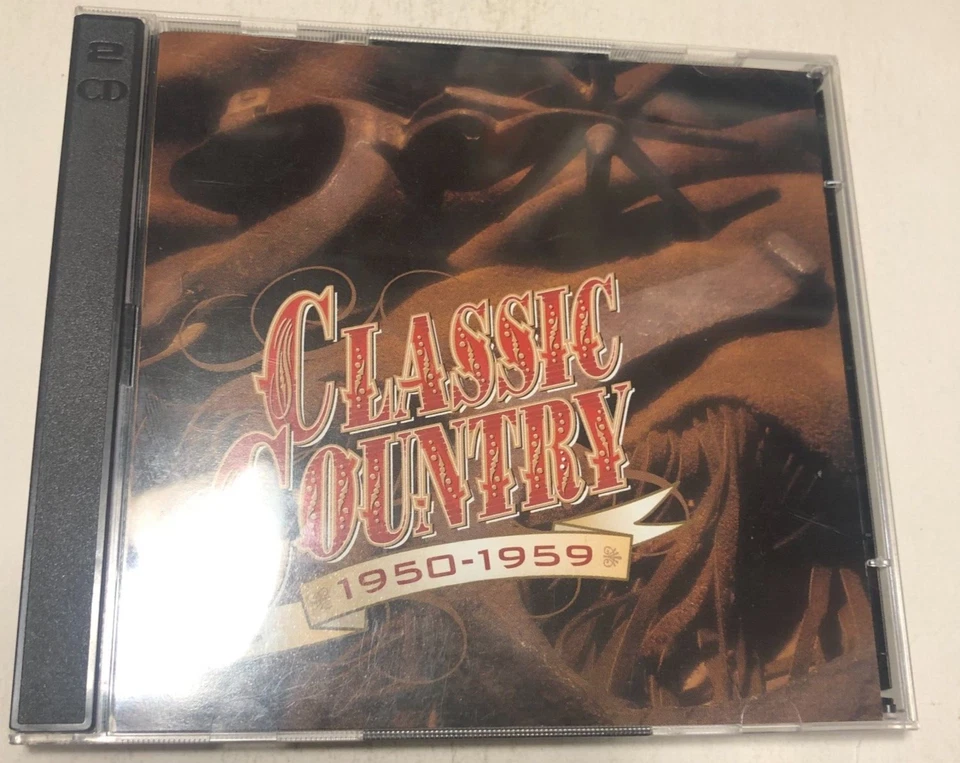 2
CD
CLASSIC
COUNTRY
1950-1959